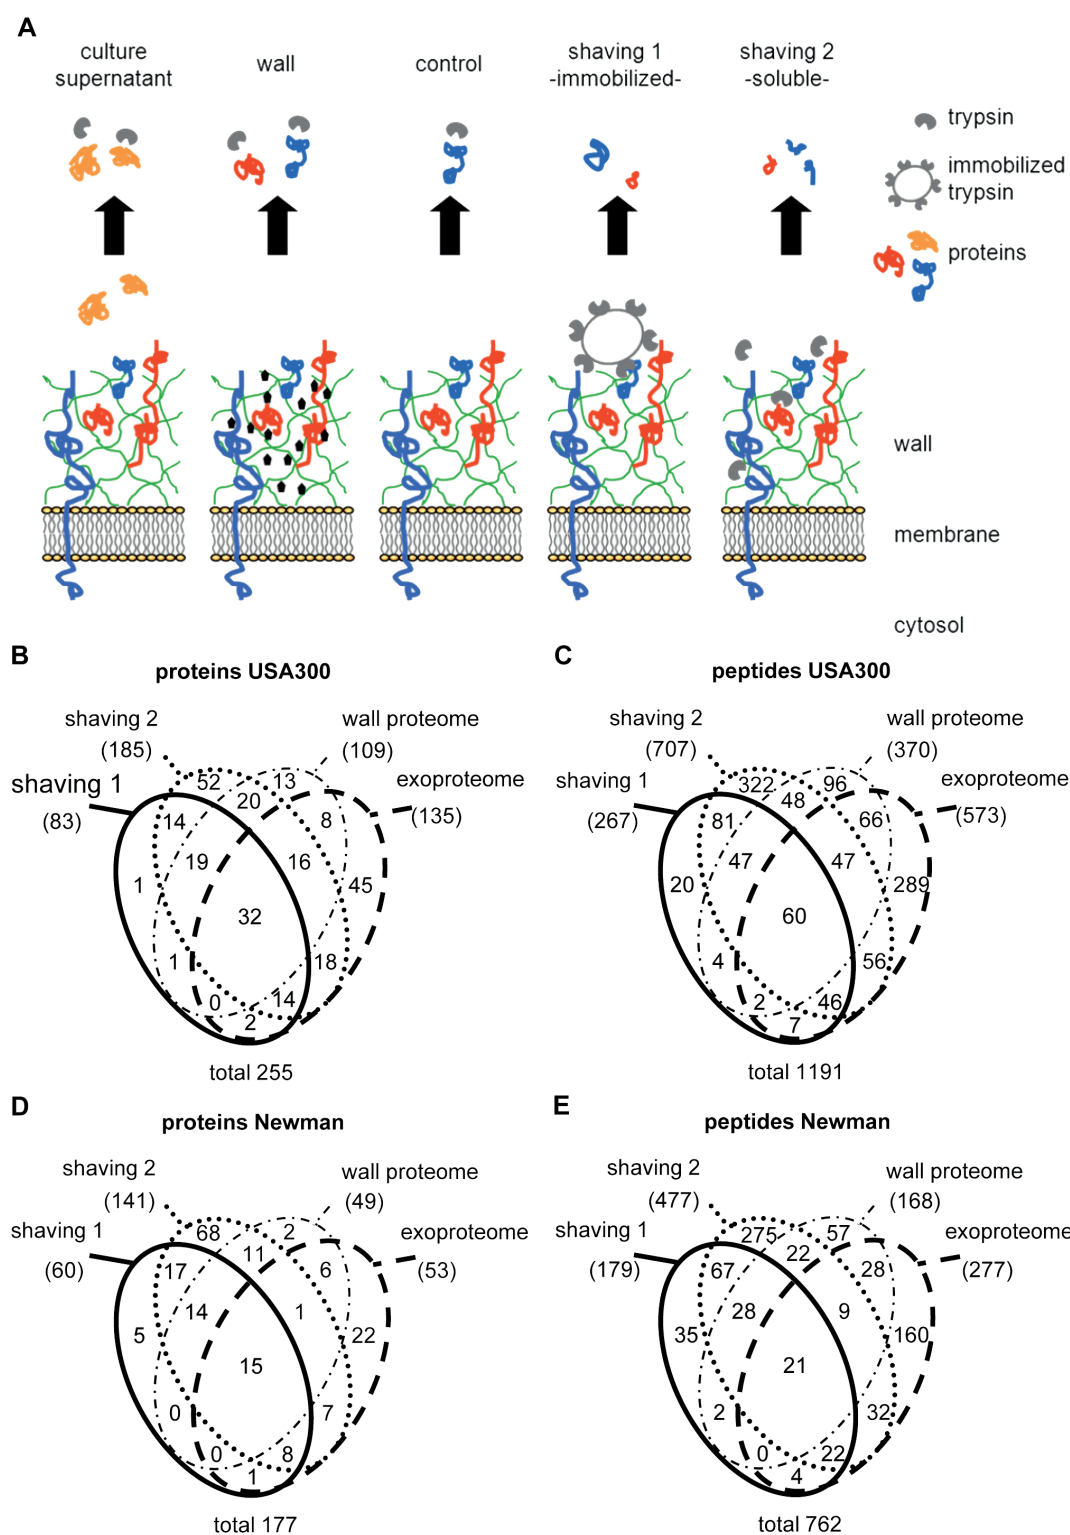 A
culture
supernatant
wall
control
shaving 1
-immobilized-
shaving 2
-soluble-
trypsin
immobilized
trypsin
proteins
wall
membrane
cytosol
B
proteins USA300
shaving 2
(185)
wall proteome
(109)
shaving 1
(83)
exoproteome
(135)
52
13
20
14
8
19
16
1
45
32
1
18
0
14
2
total 255
C
peptides USA300
shaving 2
(707)
wall proteome
(370)
shaving 1
(267)
exoproteome
(573)
322
96
48
81
66
47
47
20
289
60
4
56
2
46
7
total 1191
D
proteins Newman
shaving 2
(141)
wall proteome
(49)
shaving 1
(60)
exoproteome
(53)
68
2
11
17
6
14
1
5
22
15
0
7
0
8
1
total 177
E
peptides Newman
shaving 2
(477)
wall proteome
(168)
shaving 1
(179)
exoproteome
(277)
275
57
22
67
28
28
9
35
160
21
2
32
0
22
4
total 762